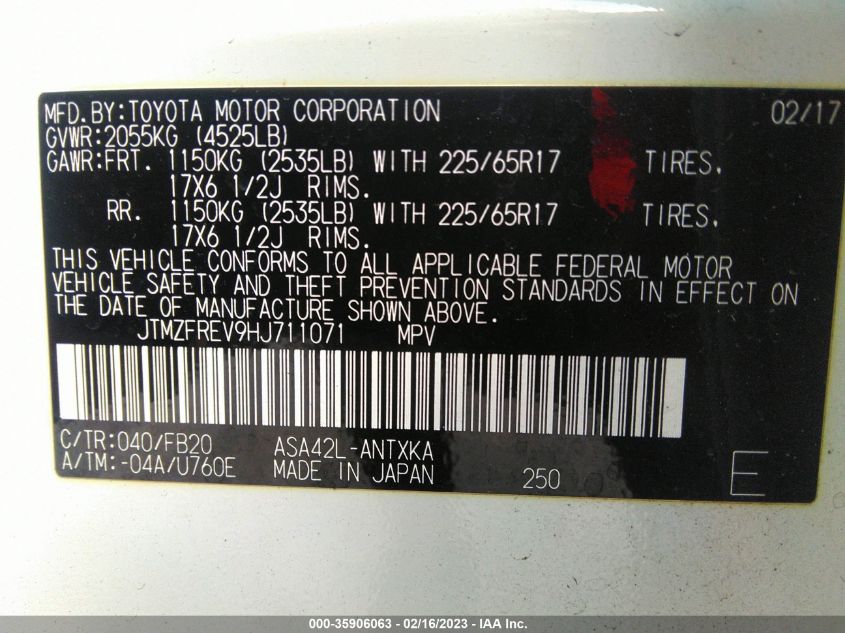 MFD.BY:TOYOTA MOTOR CORPORATION 02/17
GVWR:2055KG (4525LB)
GAWR:FRT. 1150KG (2535LB) WITH 225/65R17 TIRES,
17X6 1/2J RIMS.
RR. 1150KG (2535LB) WITH 225/65R17 TIRES,
17X6 1/2J RIMS.
THIS VEHICLE CONFORMS TO ALL APPLICABLE FEDERAL MOTOR
VEHICLE SAFETY AND THEFT PREVENTION STANDARDS IN EFFECT ON
THE DATE OF MANUFACTURE SHOWN ABOVE.
JTMZFREV9HJ711071 MPV
C/TR:040/FB20 ASA42L-ANTXKA
A/TM:-04A/U760E MADE IN JAPAN 250 E
000-35906063 - 02/16/2023 - IAA Inc.